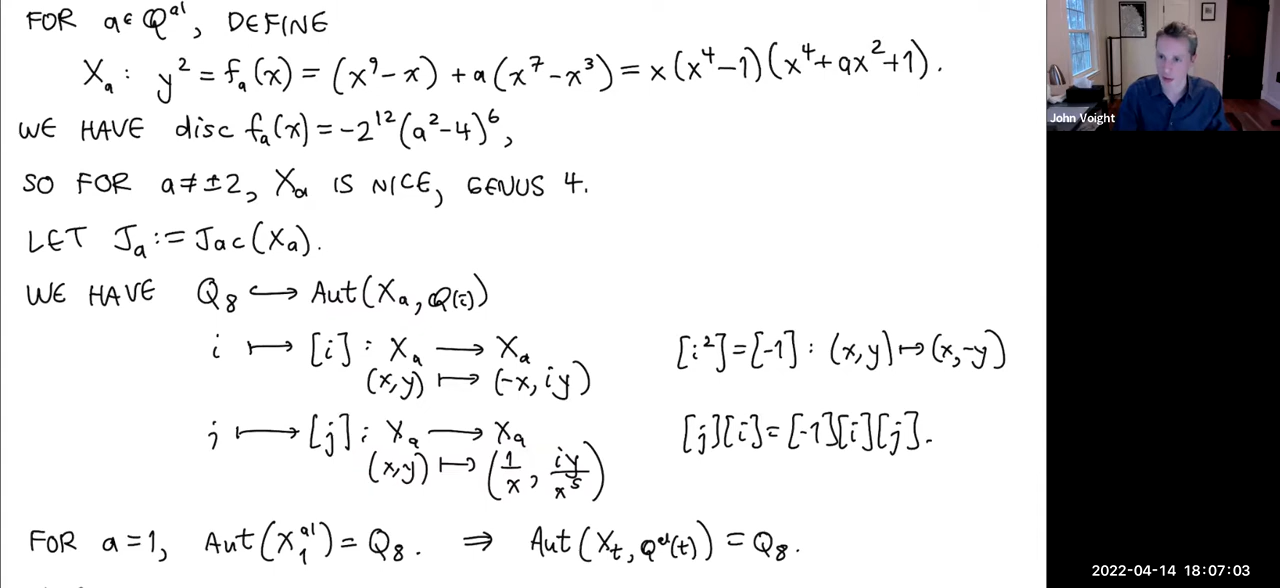 FOR a ∈ Q^al, DEFINE
X_a : y² = f_a(x) = (x⁹ - x) + a(x⁷ - x³) = x(x⁴ - 1)(x⁴ + ax² + 1).
WE HAVE disc f_a(x) = -2¹²(a² - 4)⁶,
SO FOR a ≠ ±2, X_a IS NICE, GENUS 4.
LET J_a := Jac(X_a).
WE HAVE Q₈ ↪ Aut(X_a, Q(i))
i ↦ [i] : X_a → X_a [i²] = [-1] : (x,y) ↦ (x,-y)
(x,y) ↦ (-x, iy)
j ↦ [j] : X_a → X_a [j][i] = [-1][i][j].
(x,y) ↦ (1/x, iy/x⁵)
FOR a = 1, Aut(X₁^al) = Q₈. ⇒ Aut(X_t, Q^al(t)) = Q₈.
John Voight
2022-04-14 18:07:03